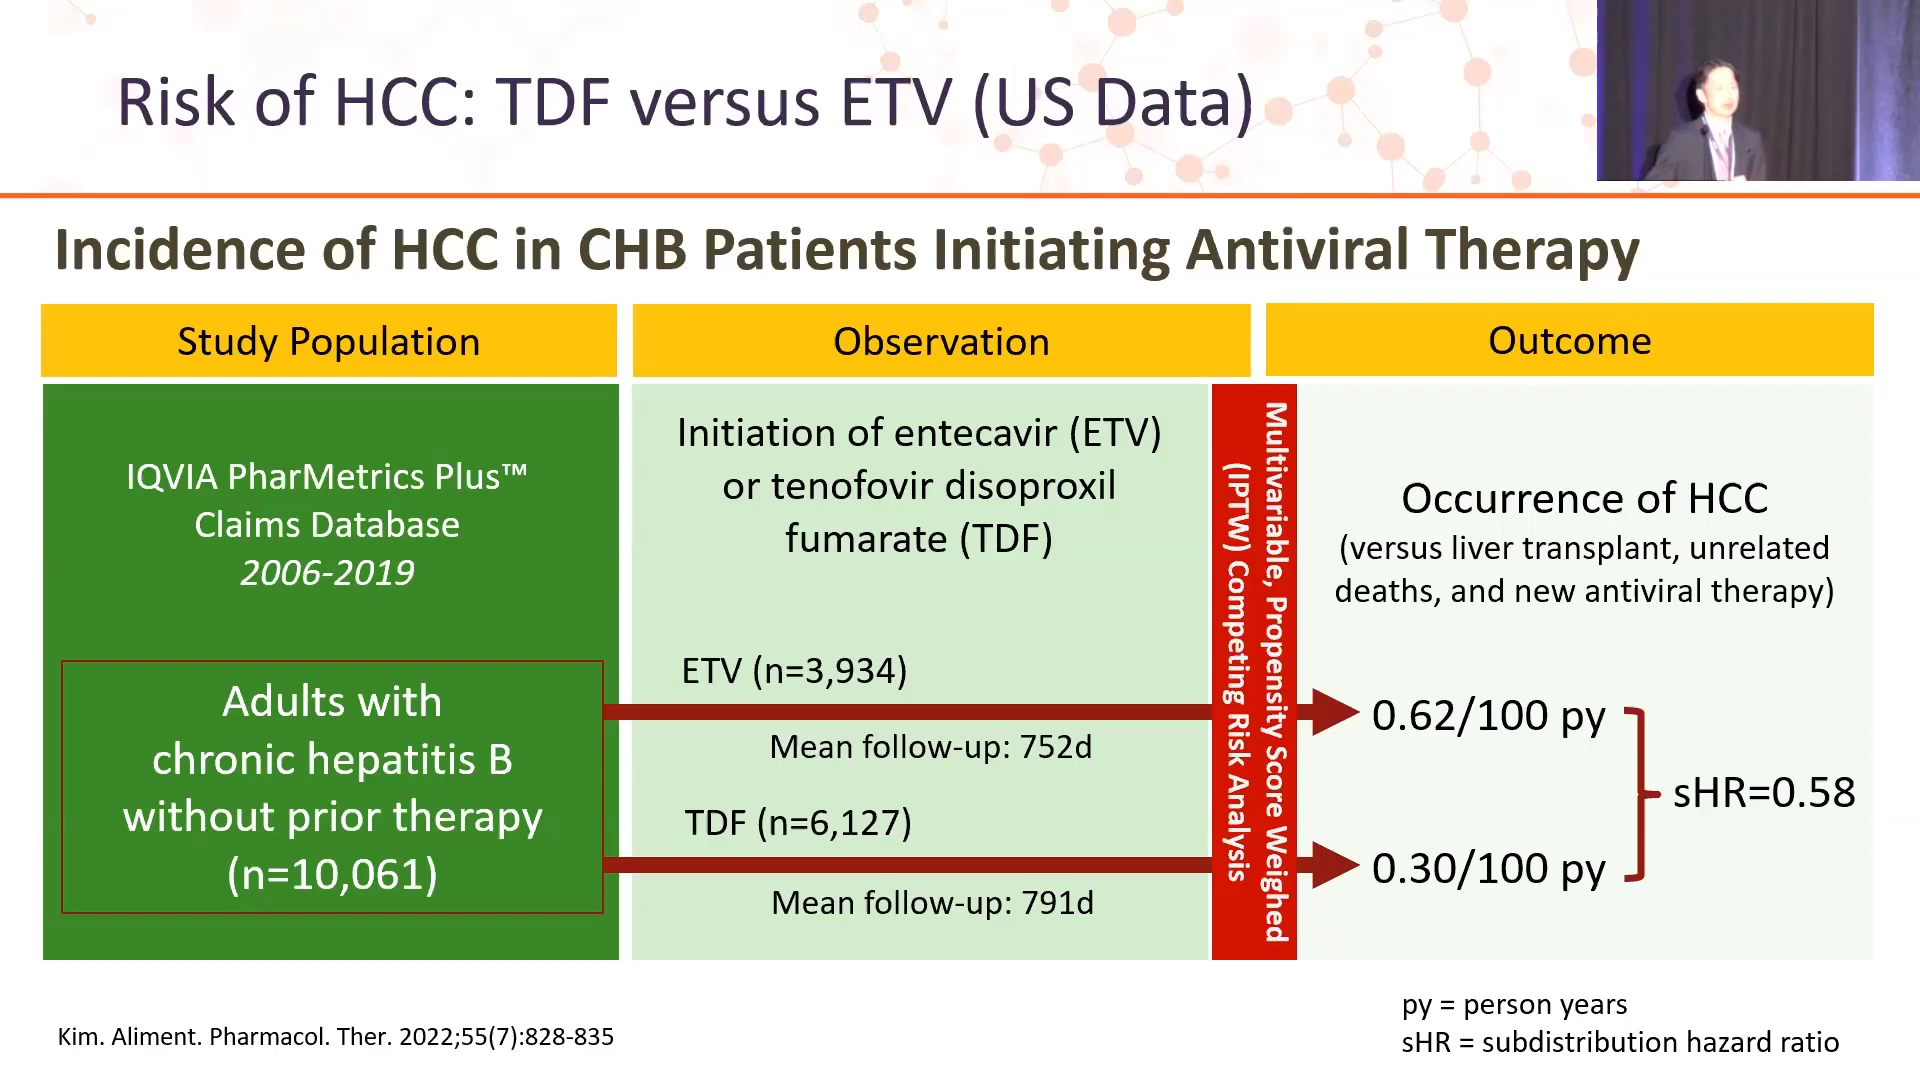 Risk of HCC: TDF versus ETV (US Data)
Incidence of HCC in CHB Patients Initiating Antiviral Therapy
Study Population
Observation
Outcome
IQVIA PharMetrics Plus™
Claims Database
2006-2019
Adults with
chronic hepatitis B
without prior therapy
(n=10,061)
Initiation of entecavir (ETV)
or tenofovir disoproxil
fumarate (TDF)
ETV (n=3,934)
Mean follow-up: 752d
TDF (n=6,127)
Mean follow-up: 791d
Multivariable, Propensity Score Weighed
(IPTW) Competing Risk Analysis
Occurrence of HCC
(versus liver transplant, unrelated
deaths, and new antiviral therapy)
0.62/100 py
sHR=0.58
0.30/100 py
Kim. Aliment. Pharmacol. Ther. 2022;55(7):828-835
py = person years
sHR = subdistribution hazard ratio